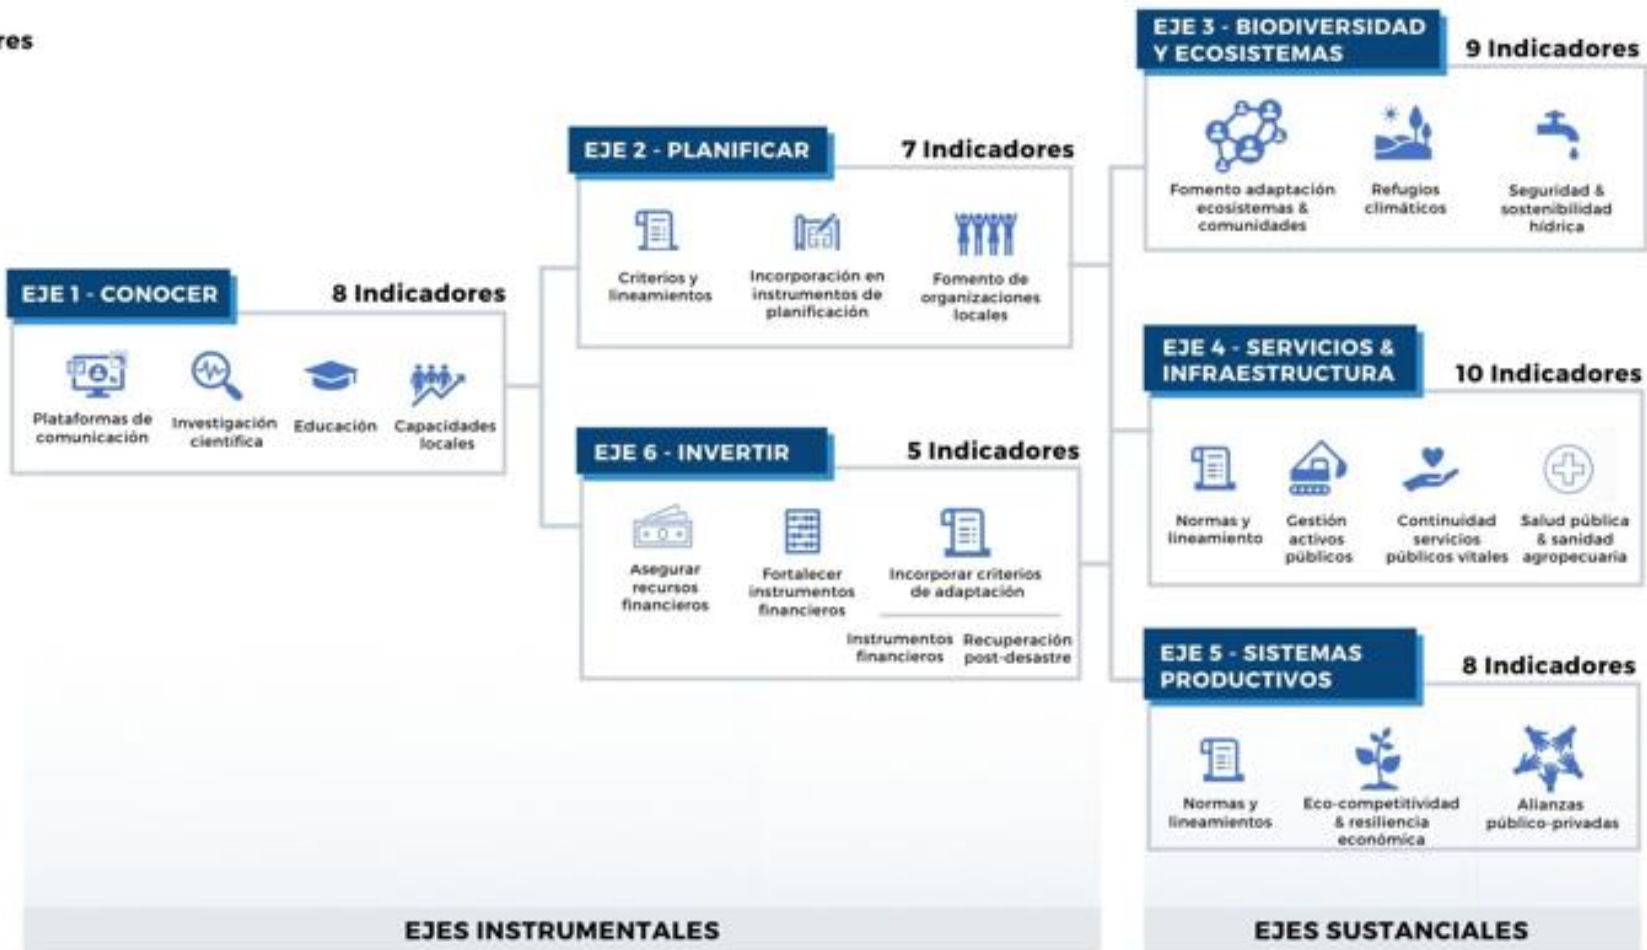 res
EJE 1 - CONOCER
8 Indicadores
Plataformas de
comunicación
Investigación
científica
Educación
Capacidades
locales
EJE 2 - PLANIFICAR
7 Indicadores
Criterios y
lineamientos
Incorporación en
instrumentos de
planificación
Fomento de
organizaciones
locales
EJE 6 - INVERTIR
5 Indicadores
Asegurar
recursos
financieros
Fortalecer
instrumentos
financieros
Incorporar criterios
de adaptación
Instrumentos
financieros
Recuperación
post-desastre
EJE 3 - BIODIVERSIDAD
Y ECOSISTEMAS
9 Indicadores
Fomento adaptación
ecosistemas &
comunidades
Refugios
climáticos
Seguridad &
sostenibilidad
hídrica
EJE 4 - SERVICIOS &
INFRAESTRUCTURA
10 Indicadores
Normas y
lineamiento
Gestión
activos
públicos
Continuidad
servicios
públicos vitales
Salud pública
& sanidad
agropecuaria
EJE 5 - SISTEMAS
PRODUCTIVOS
8 Indicadores
Normas y
lineamientos
Eco-competitividad
& resiliencia
económica
Alianzas
público-privadas
EJES INSTRUMENTALES
EJES SUSTANCIALES